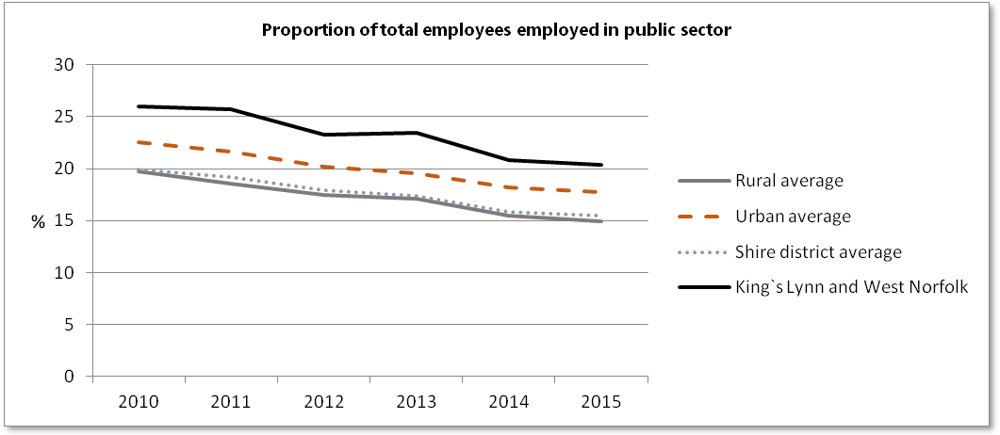 Proportion of total employees employed in public sector
30
25
20
15
10
5
0
%
2010 2011 2012 2013 2014 2015
Rural average
Urban average
Shire district average
King`s Lynn and West Norfolk